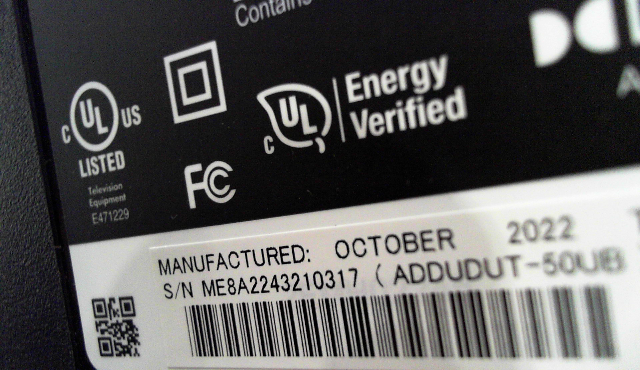 Contains
C UL US
LISTED
Television
Equipment
E471229
FC
C UL
Energy
Verified
MANUFACTURED: OCTOBER 2022
S/N ME8A2243210317 ( ADDUDUT-50UB